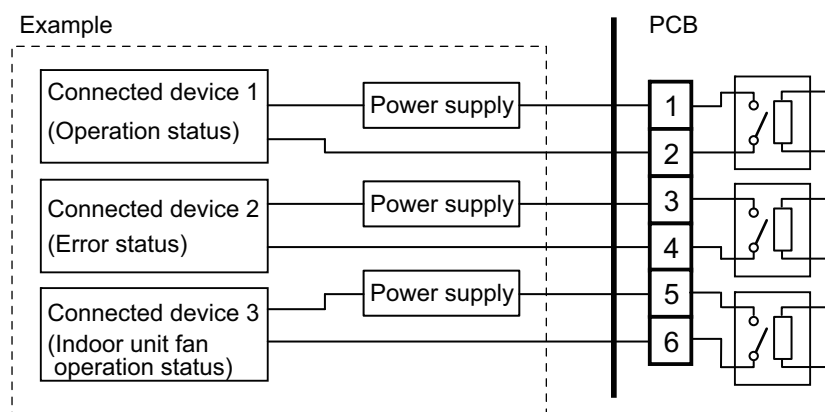 Example
PCB
Connected device 1
(Operation status)
Power supply
1
2
Connected device 2
(Error status)
Power supply
3
4
Connected device 3
(Indoor unit fan
operation status)
Power supply
5
6